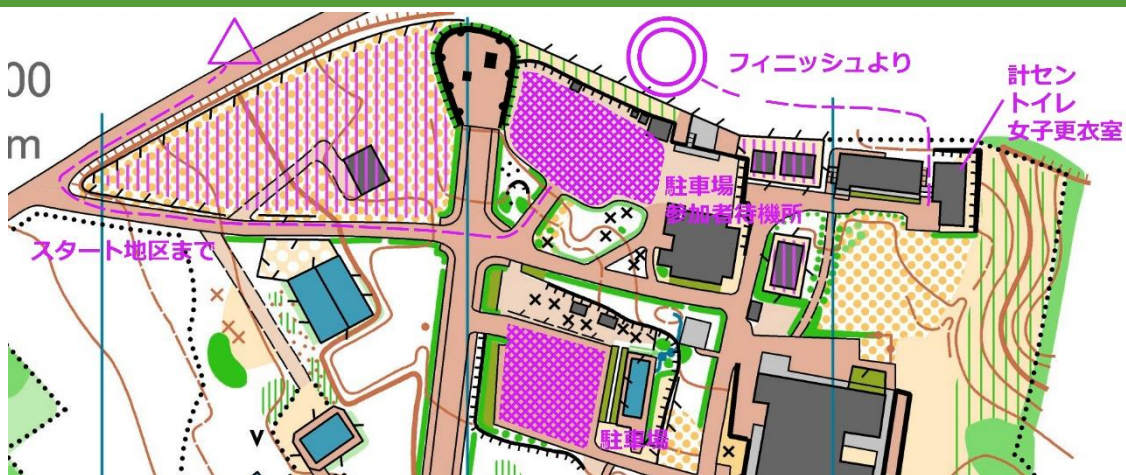 00
m
フィニッシュより
計セン
トイレ
女子更衣室
駐車場
参加者待機所
スタート地区まで
駐車場